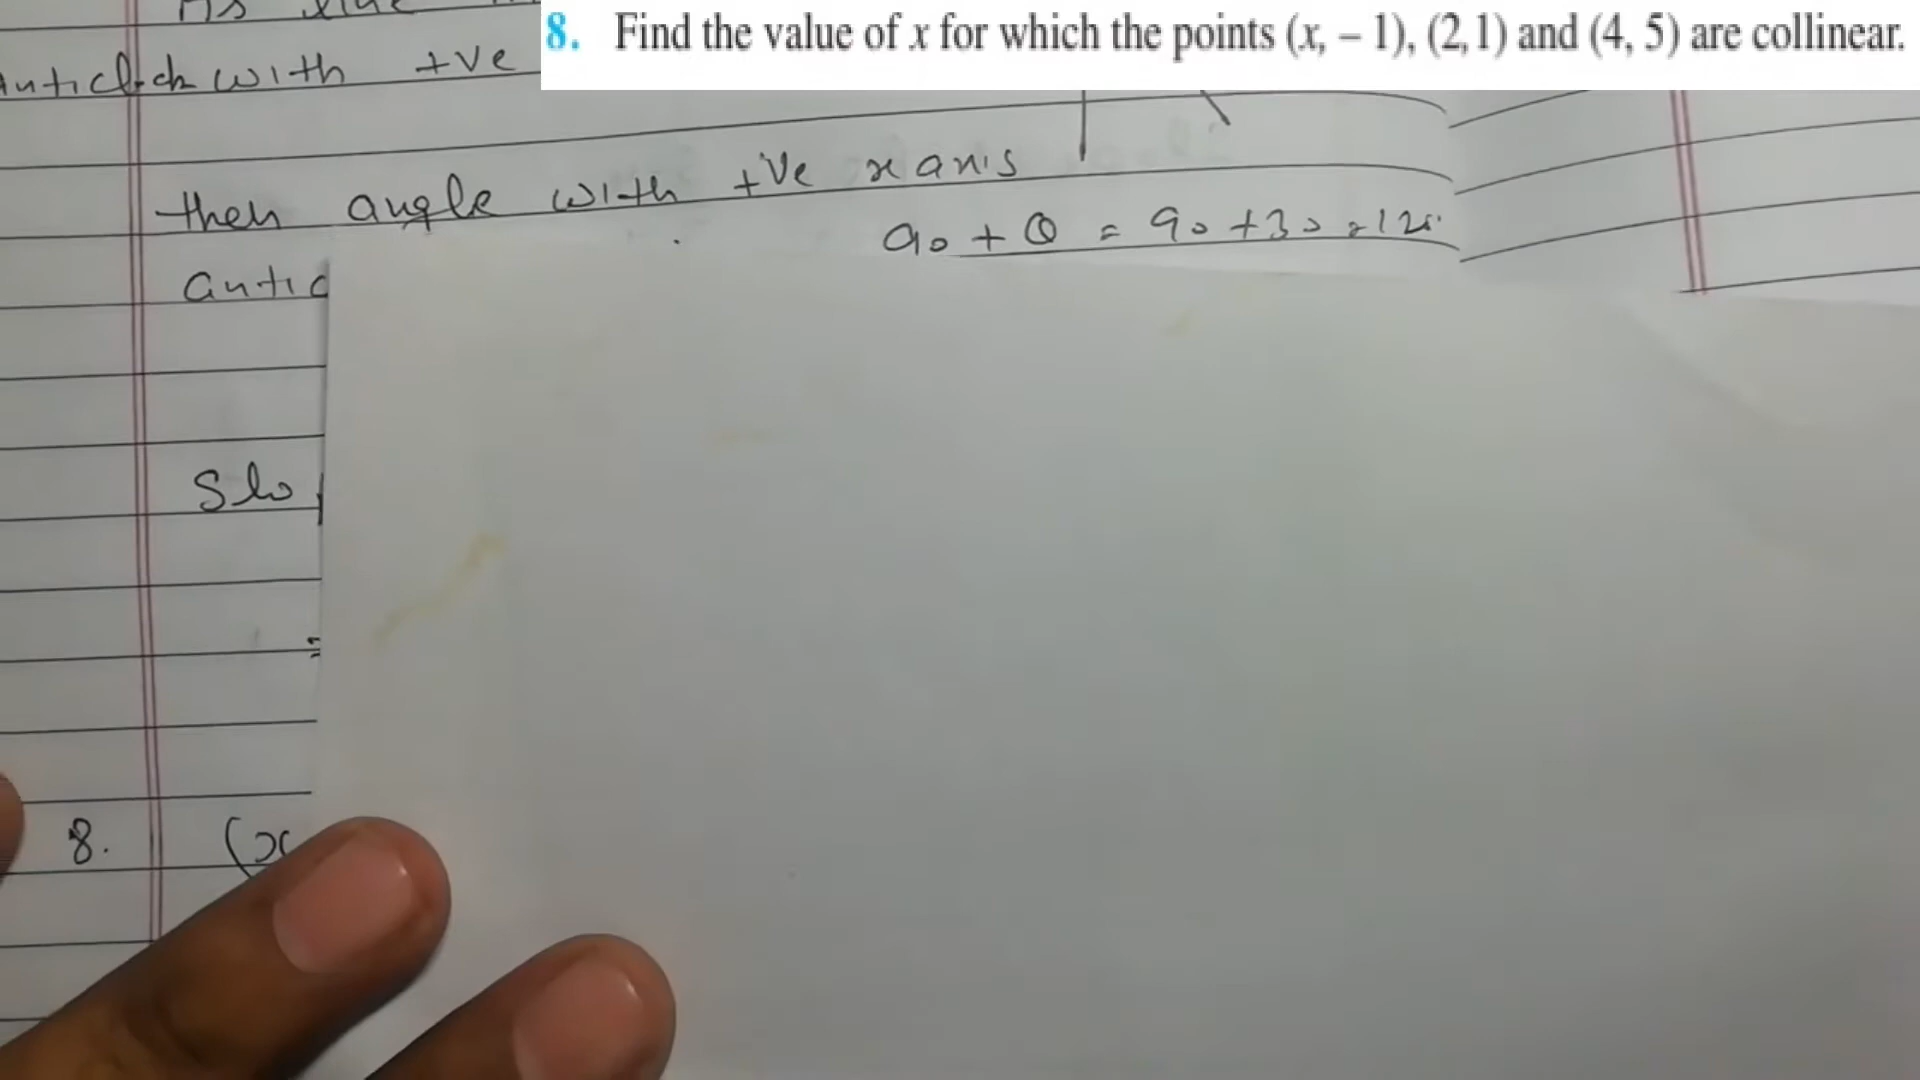 8. Find the value of x for which the points (x, – 1), (2,1) and (4, 5) are collinear.
with +ve
then angle with +ve x axis
90 + θ = 90 + 30 = 120
antic
Slo
=
8. (x